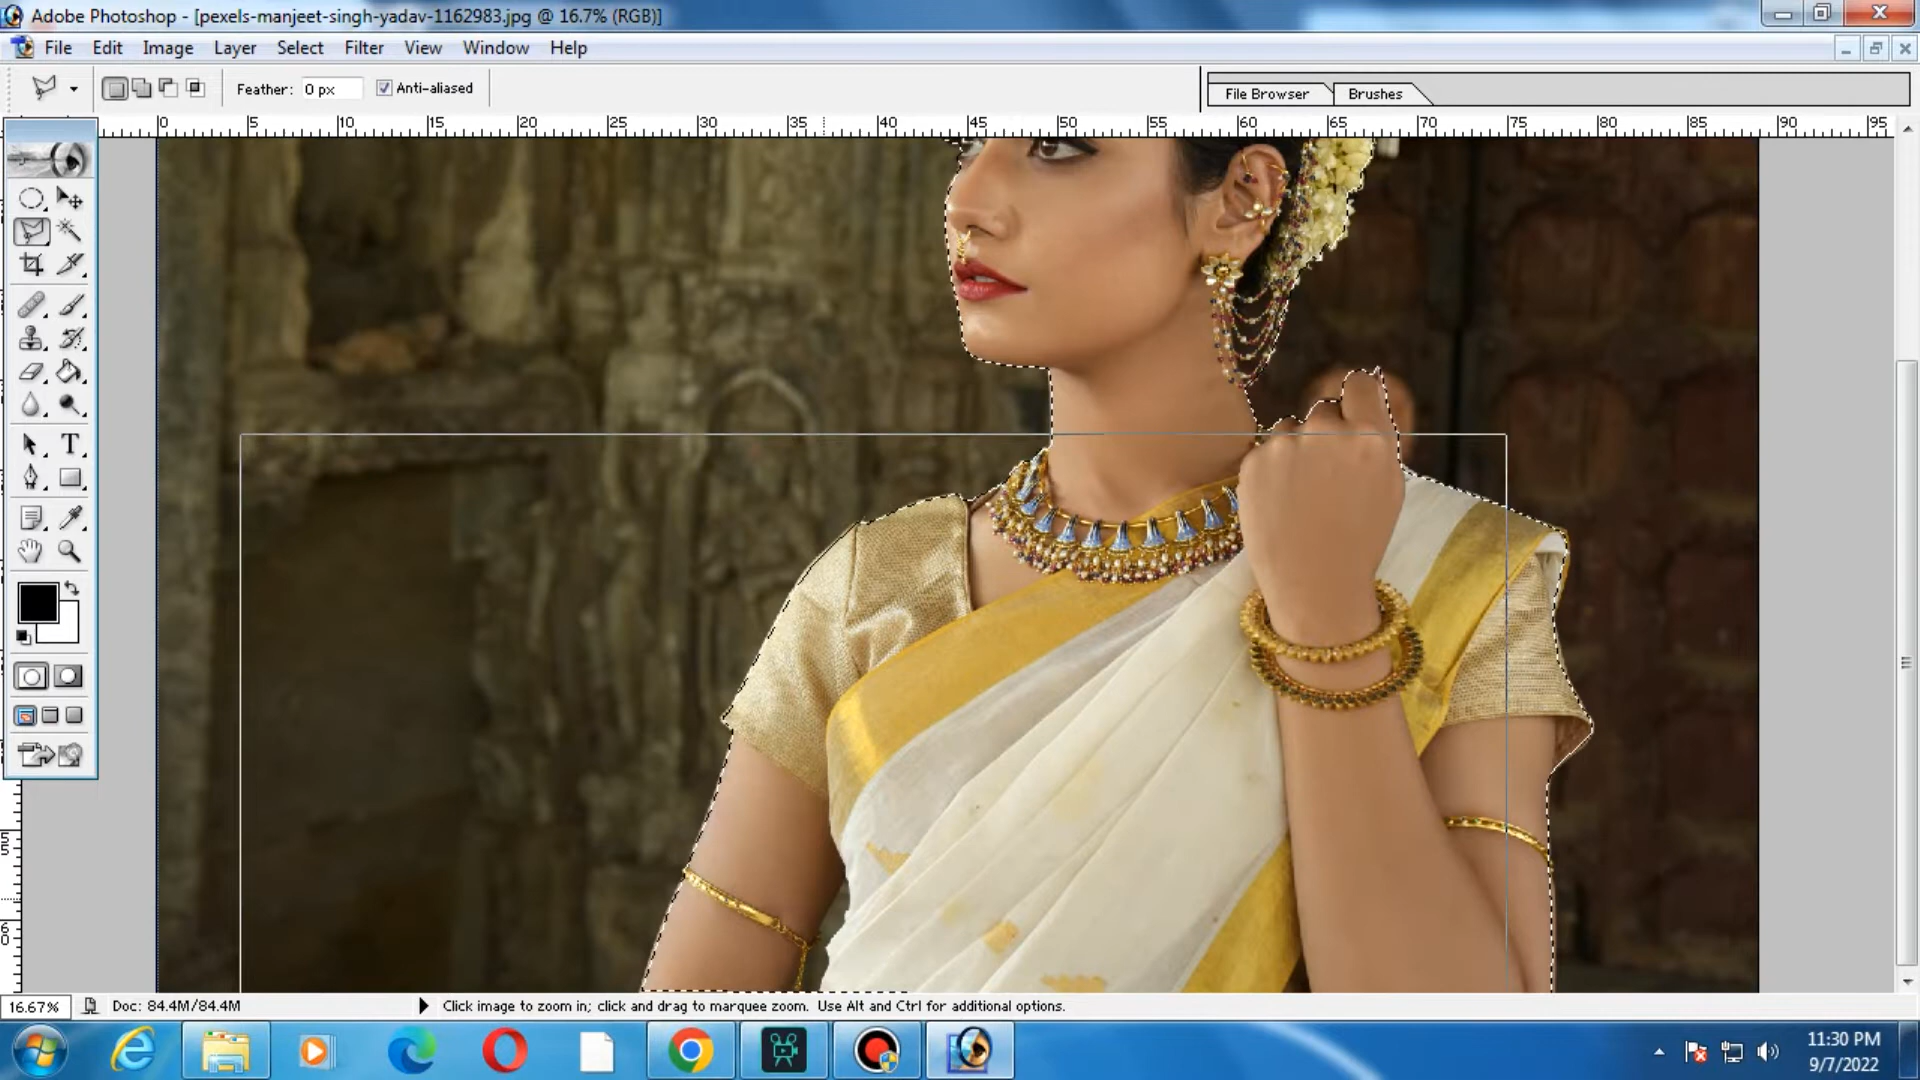 Adobe Photoshop - [pexels-manjeet-singh-yadav-1162983.jpg @ 16.7% (RGB)]
File Edit Image Layer Select Filter View Window Help
Feather: 0 px Anti-aliased
File Browser Brushes
0 5 10 15 20 25 30 35 40 45 50 55 60 65 70 75 80 85 90 95
T
5
5
6
0
16.67% Doc: 84.4M/84.4M Click image to zoom in; click and drag to marquee zoom. Use Alt and Ctrl for additional options.
11:30 PM
9/7/2022